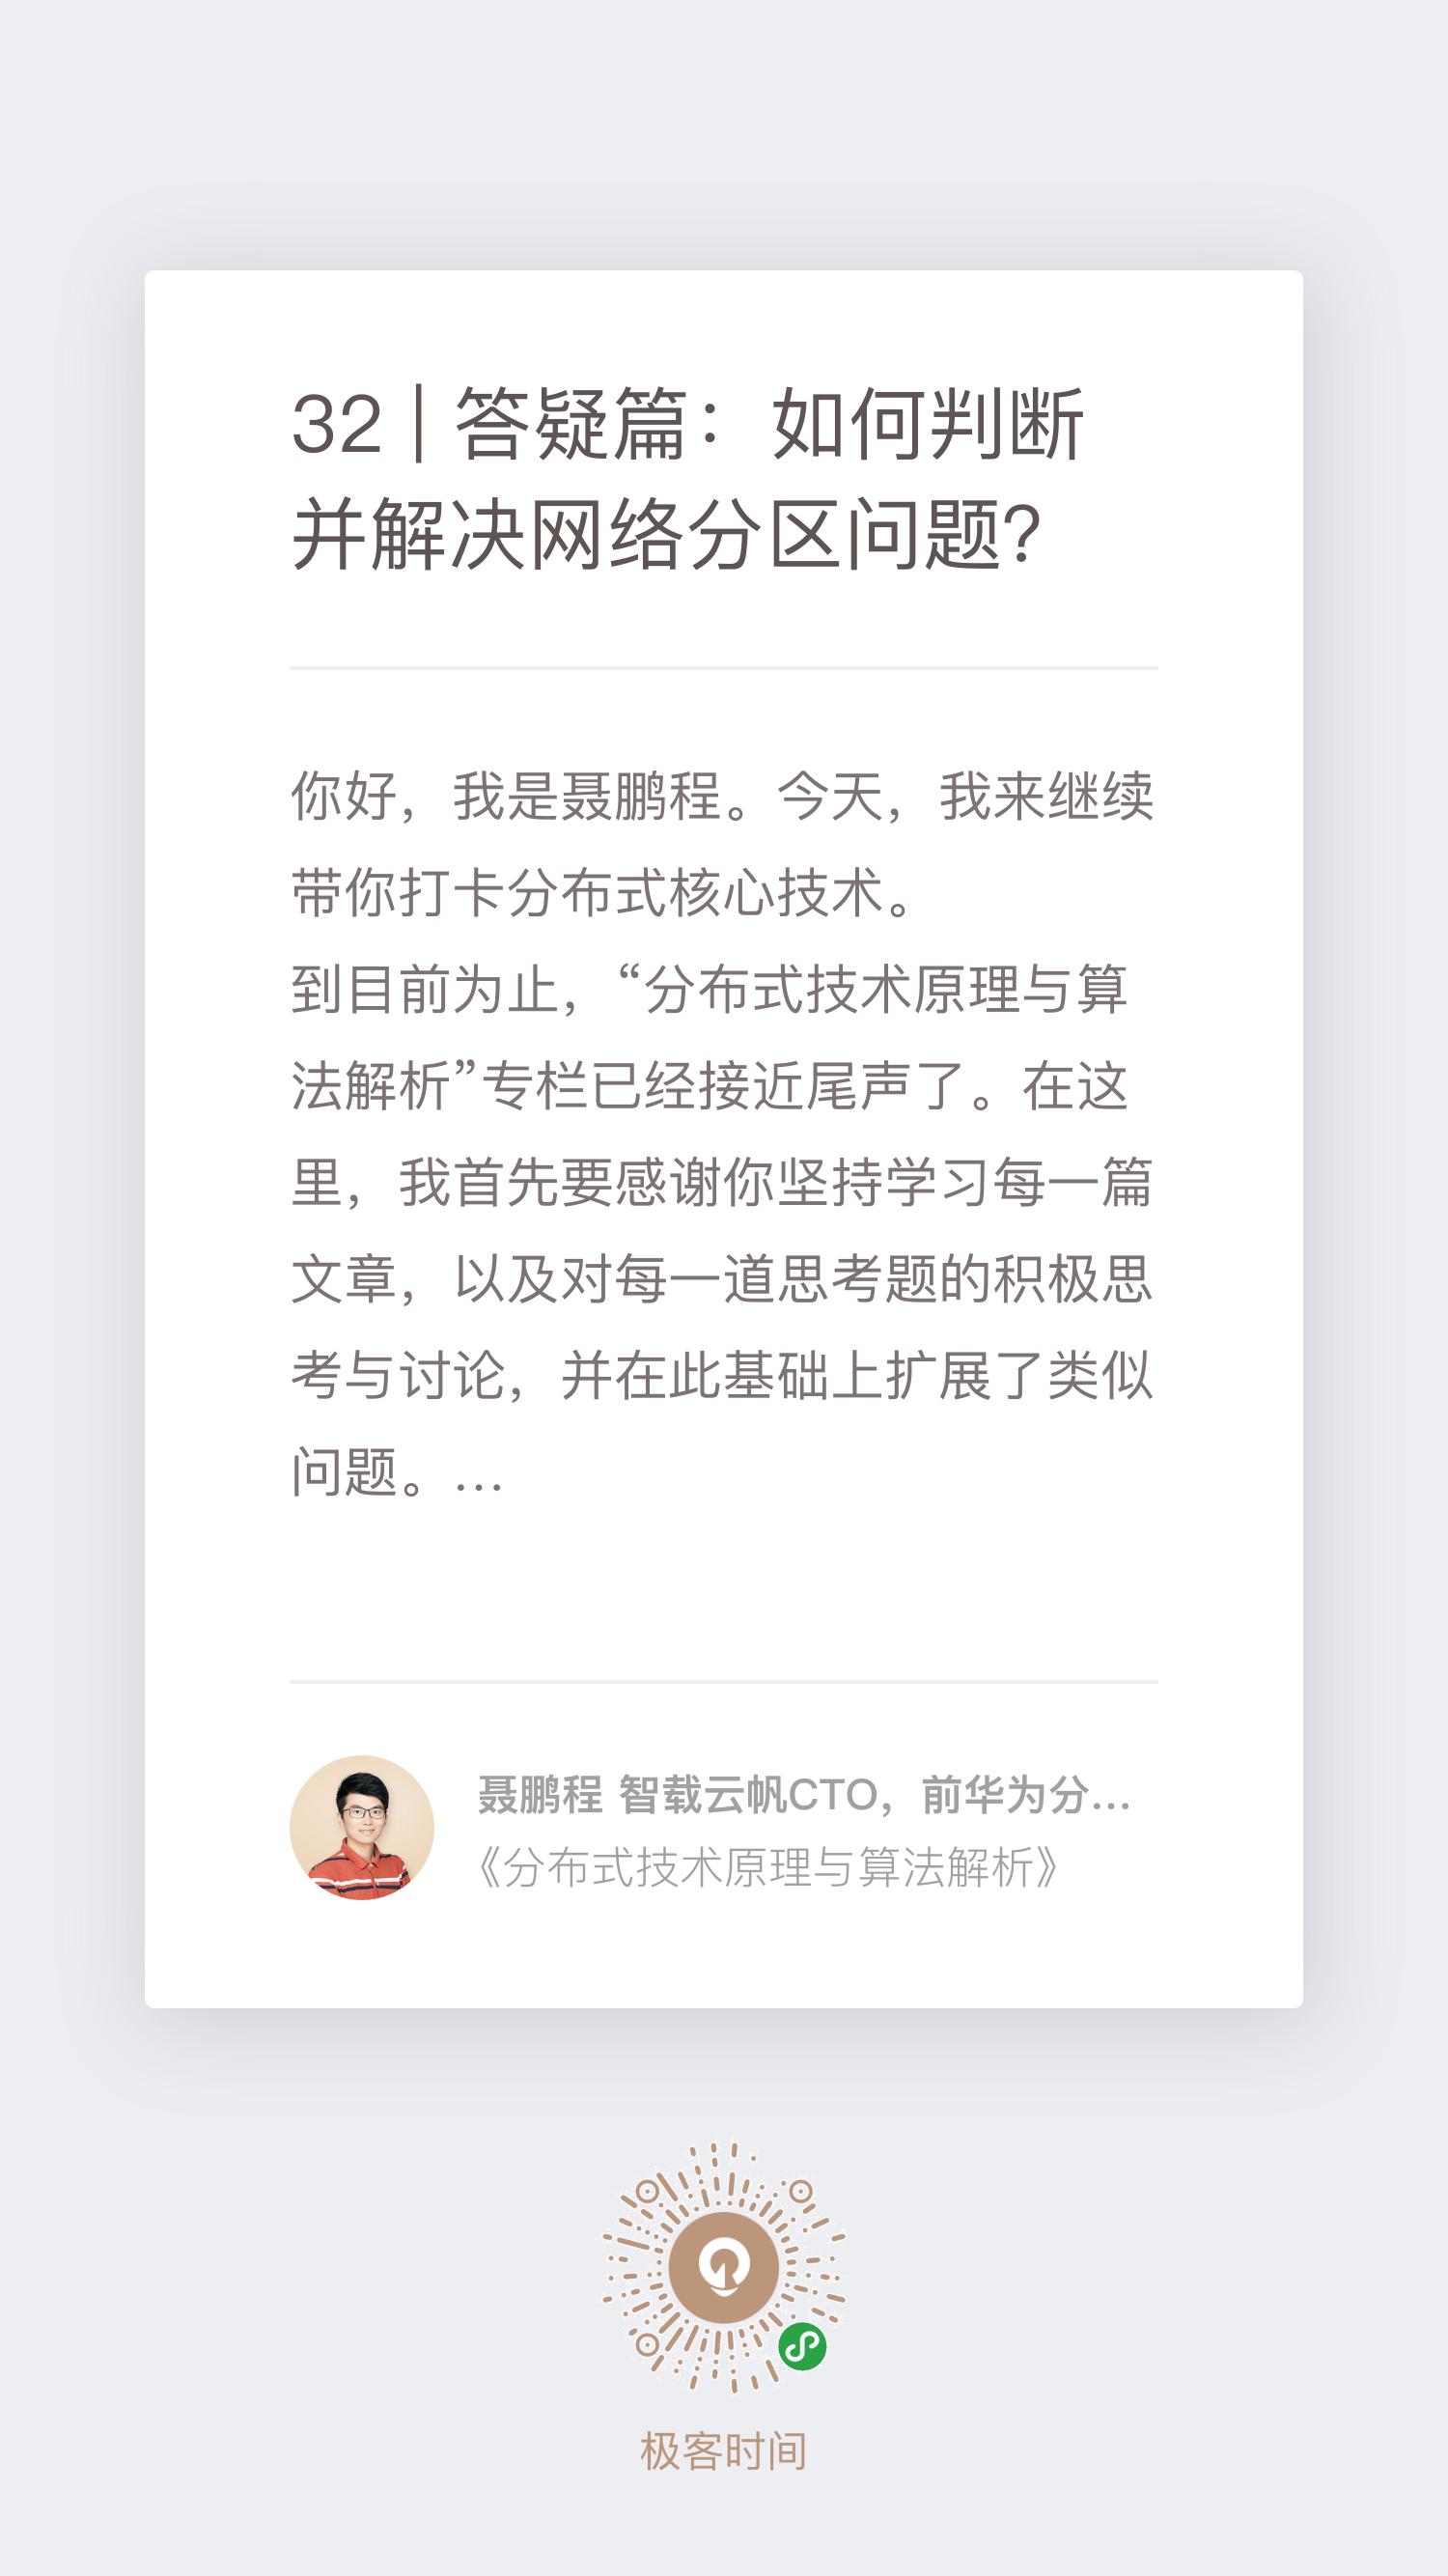 32 | 答疑篇：如何判断
并解决网络分区问题?
你好，我是聂鹏程。今天，我来继续
带你打卡分布式核心技术。
到目前为止，“分布式技术原理与算
法解析”专栏已经接近尾声了。在这
里，我首先要感谢你坚持学习每一篇
文章，以及对每一道思考题的积极思
考与讨论，并在此基础上扩展了类似
问题。...
聂鹏程 智载云帆CTO，前华为分...
《分布式技术原理与算法解析》
极客时间